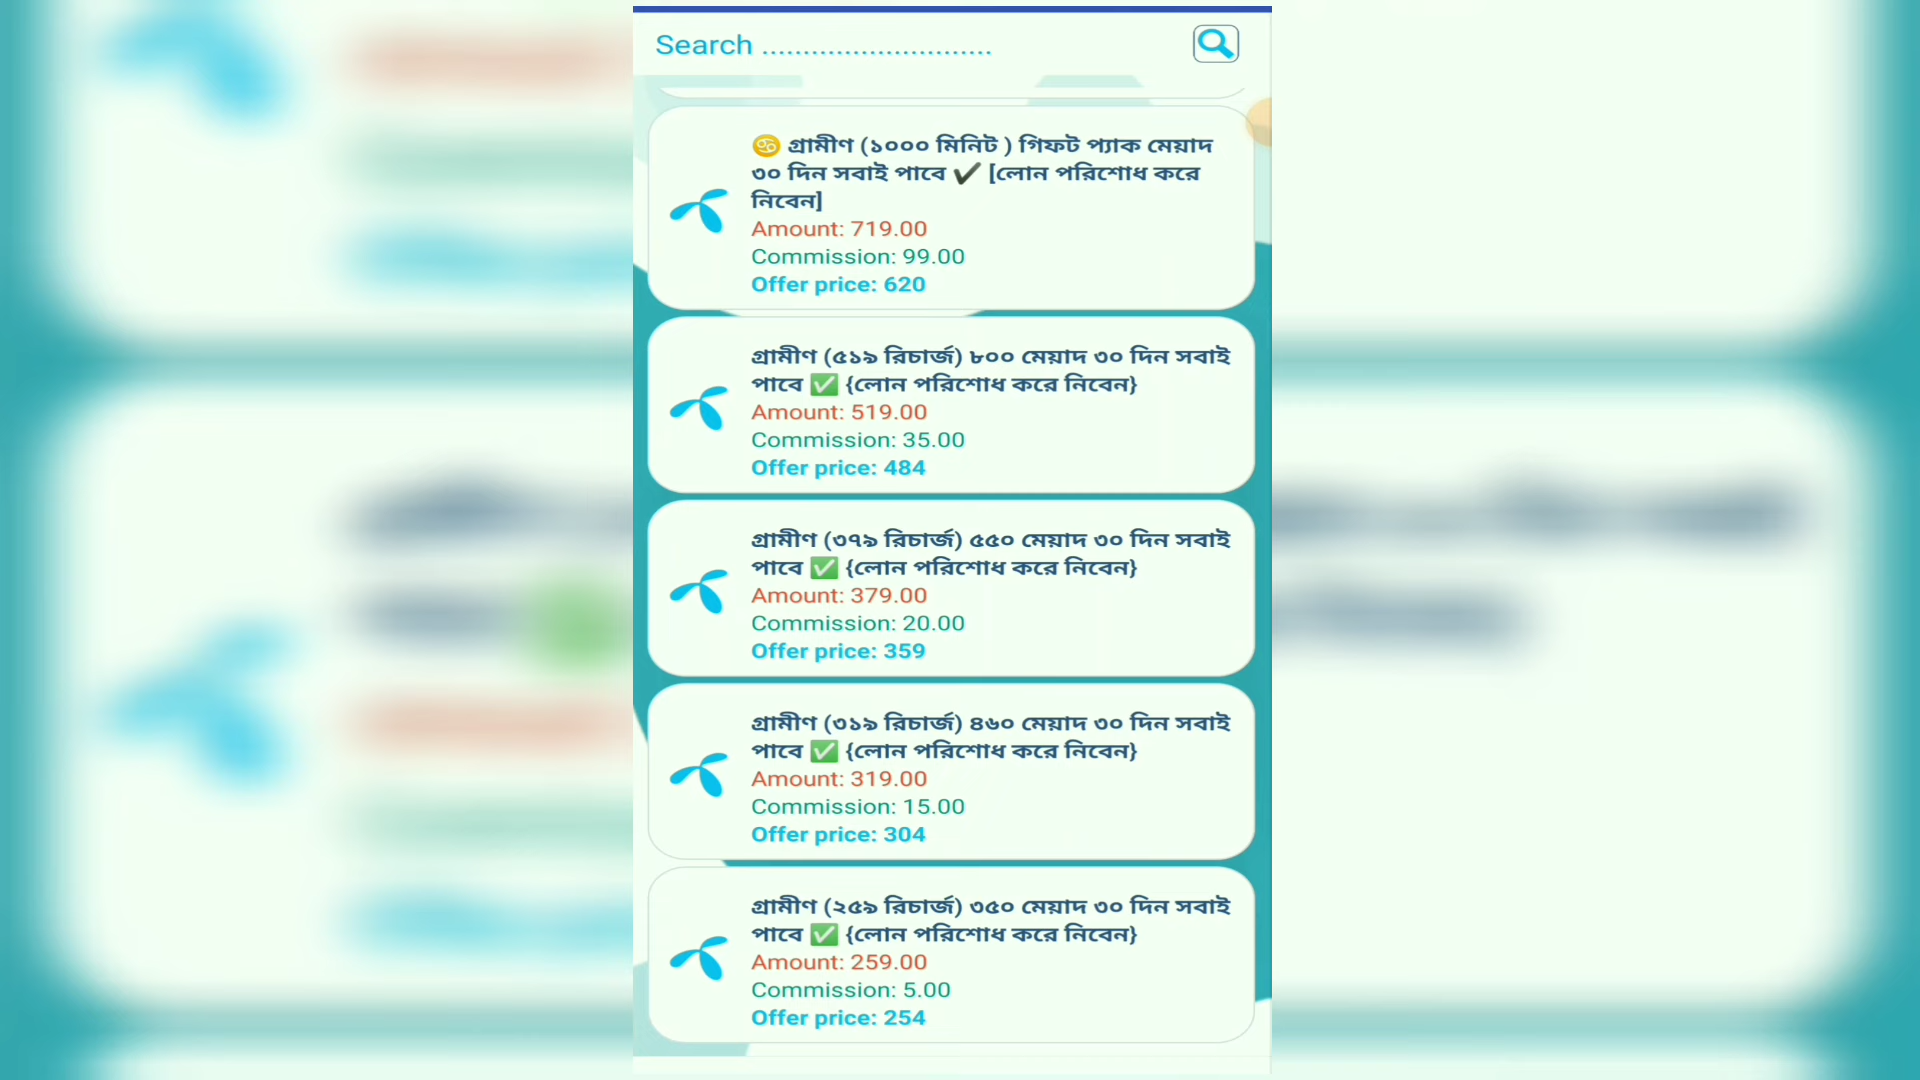 Search ............................
♋ গ্রামীণ (১০০০ মিনিট ) গিফট প্যাক মেয়াদ
৩০ দিন সবাই পাবে ✔ [লোন পরিশোধ করে
নিবেন]
Amount: 719.00
Commission: 99.00
Offer price: 620
গ্রামীণ (৫১৯ রিচার্জ) ৮০০ মেয়াদ ৩০ দিন সবাই
পাবে ✅ {লোন পরিশোধ করে নিবেন}
Amount: 519.00
Commission: 35.00
Offer price: 484
গ্রামীণ (৩৭৯ রিচার্জ) ৫৫০ মেয়াদ ৩০ দিন সবাই
পাবে ✅ {লোন পরিশোধ করে নিবেন}
Amount: 379.00
Commission: 20.00
Offer price: 359
গ্রামীণ (৩১৯ রিচার্জ) ৪৬০ মেয়াদ ৩০ দিন সবাই
পাবে ✅ {লোন পরিশোধ করে নিবেন}
Amount: 319.00
Commission: 15.00
Offer price: 304
গ্রামীণ (২৫৯ রিচার্জ) ৩৫০ মেয়াদ ৩০ দিন সবাই
পাবে ✅ {লোন পরিশোধ করে নিবেন}
Amount: 259.00
Commission: 5.00
Offer price: 254